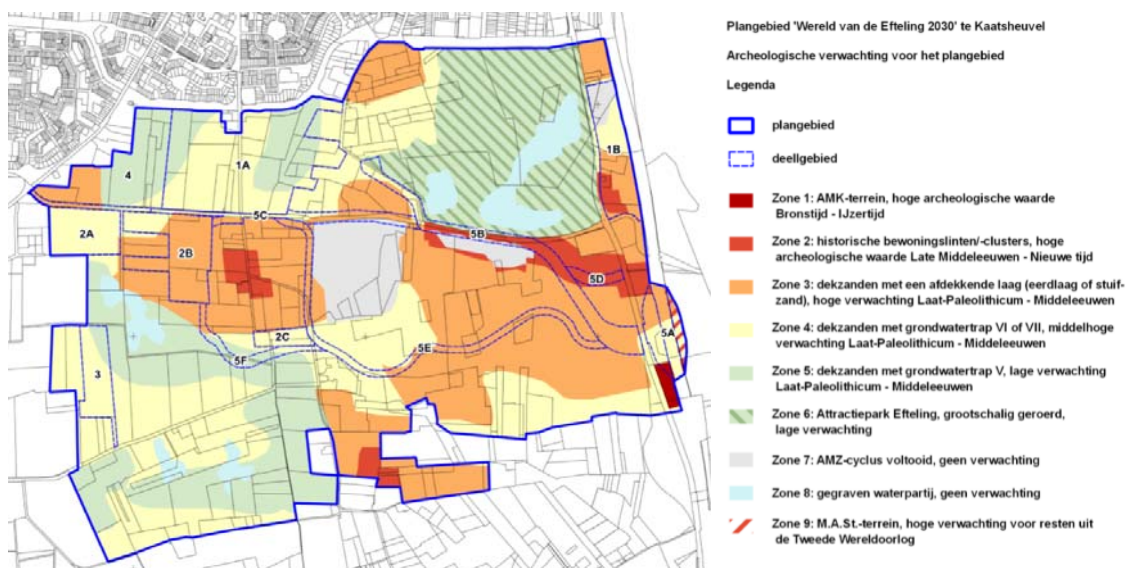 Plangebied 'Wereld van de Efteling 2030' te Kaatsheuvel
Archeologische verwachting voor het plangebied
Legenda
plangebied
deellgebied
Zone 1: AMK-terrein, hoge archeologische waarde
Bronstijd - IJzertijd
Zone 2: historische bewoningslinten/-clusters, hoge
archeologische waarde Late Middeleeuwen - Nieuwe tijd
Zone 3: dekzanden met een afdekkende laag (eerdlaag of stuif-
zand), hoge verwachting Laat-Paleolithicum - Middeleeuwen
Zone 4: dekzanden met grondwatertrap VI of VII, middelhoge
verwachting Laat-Paleolithicum - Middeleeuwen
Zone 5: dekzanden met grondwatertrap V, lage verwachting
Laat-Paleolithicum - Middeleeuwen
Zone 6: Attractiepark Efteling, grootschalig geroerd,
lage verwachting
Zone 7: AMZ-cyclus voltooid, geen verwachting
Zone 8: gegraven waterpartij, geen verwachting
Zone 9: M.A.St.-terrein, hoge verwachting voor resten uit
de Tweede Wereldoorlog
1B
1A
4
5C
2A
5B
2B
5D
5A
2C
5E
5F
3